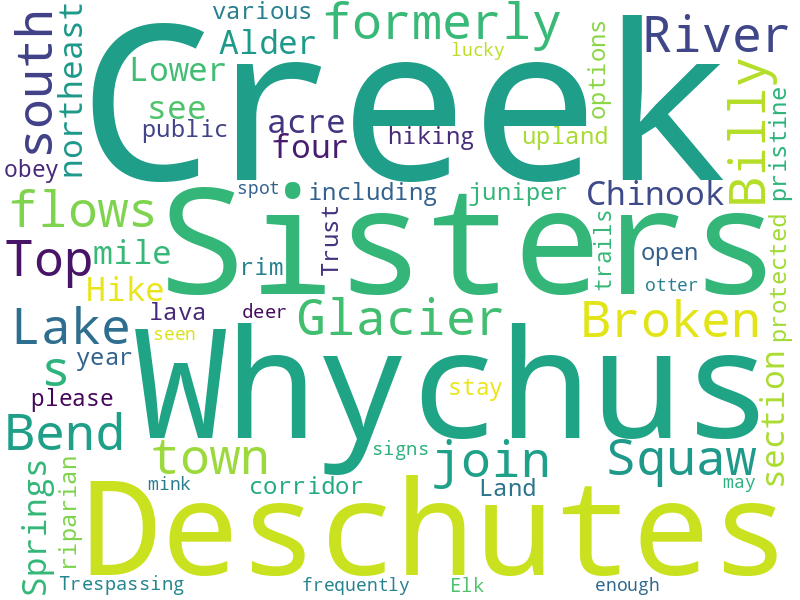 Creek
Sisters
Whychus
Deschutes
south
northeast
various
formerly
River
Alder
lucky
options
Lower
see
acre
public
four
hiking
upland
Billy
pristine
obey
spot
including
juniper
Chinook
flows
Top
mile
rim
Trust
trails
open
otter
protected
Hike
lava
deer
Glacier
Broken
Lake
seen
s
year
please
stay
Bend
town
signs
join
Squaw
section
Springs
riparian
mink
corridor
Land
may
Trespassing
frequently
Elk
enough